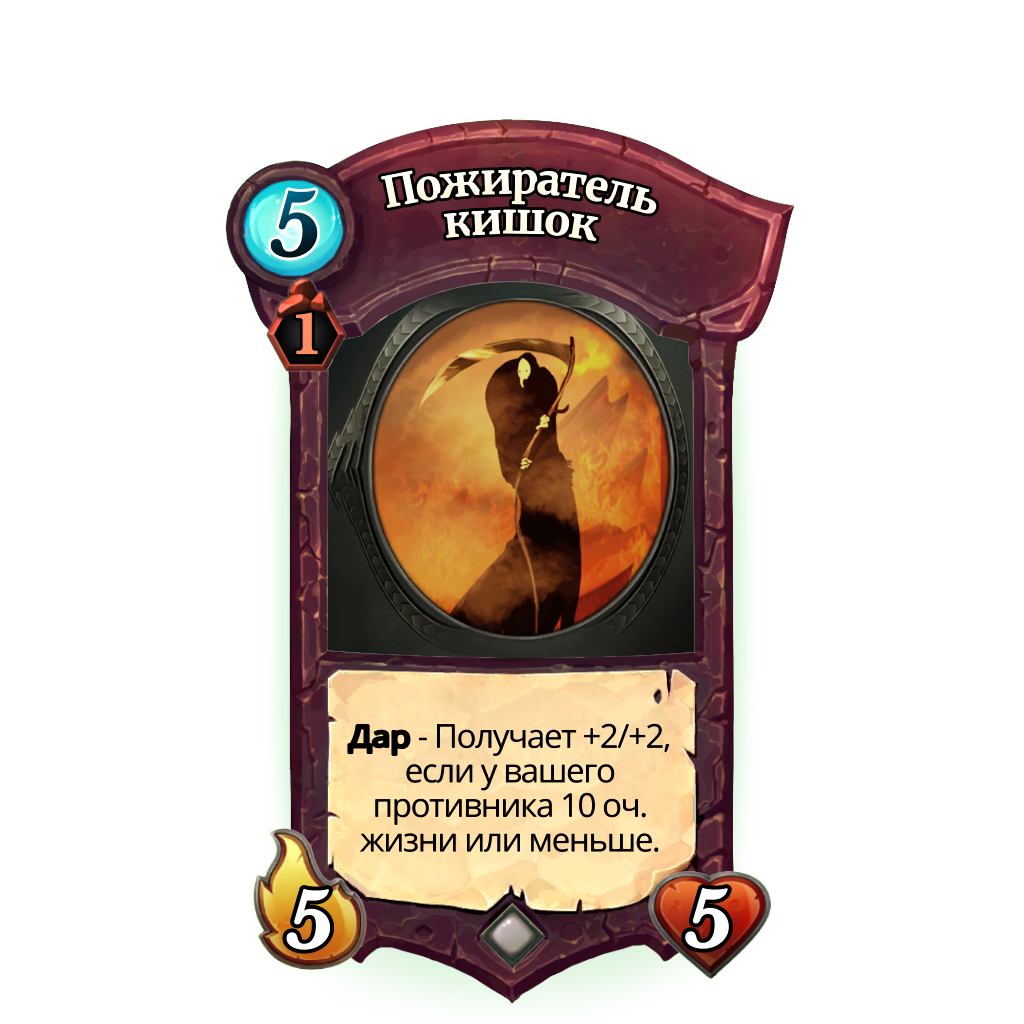 5
Пожиратель
кишок
1
Дар - Получает +2/+2,
если у вашего
противника 10 оч.
жизни или меньше.
5
5